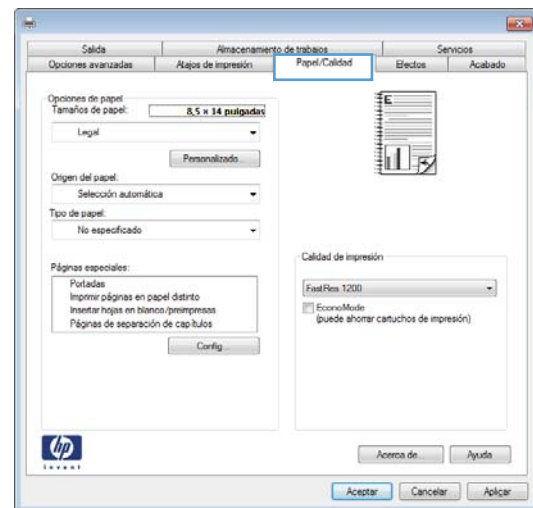 Salida Almacenamiento de trabajos Servicios
Opciones avanzadas Atajos de impresión Papel/Calidad Efectos Acabado
Opciones de papel
Tamaños de papel: 8,5 × 14 pulgadas
Legal
Personalizado...
Origen del papel:
Selección automática
Tipo de papel:
No especificado
Páginas especiales:
Portadas
Imprimir páginas en papel distinto
Insertar hojas en blanco/preimpresas
Páginas de separación de capítulos
Config...
E
Calidad de impresión
FastRes 1200
EconoMode
(puede ahorrar cartuchos de impresión)
hp
invent
Acerca de... Ayuda
Aceptar Cancelar Aplicar